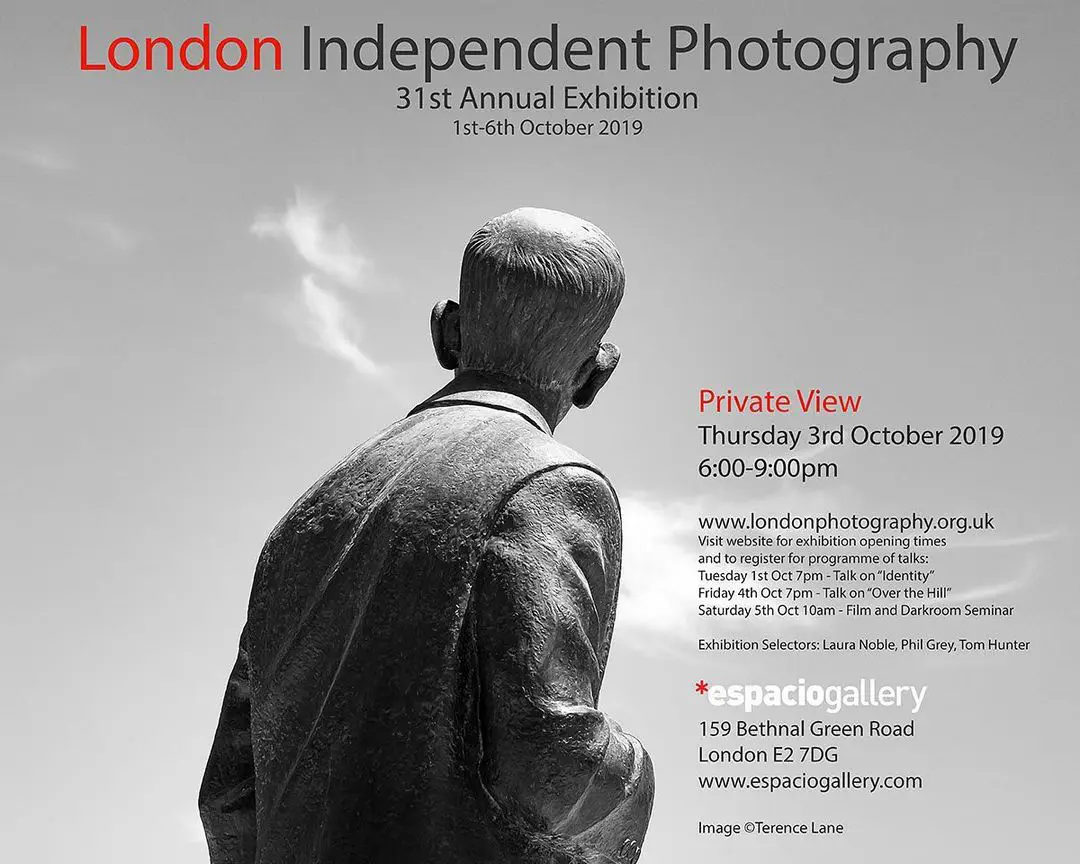 London Independent Photography
31st Annual Exhibition
1st-6th October 2019
Private View
Thursday 3rd October 2019
6:00-9:00pm
www.londonphotography.org.uk
Visit website for exhibition opening times
and to register for programme of talks:
Tuesday 1st Oct 7pm - Talk on “Identity”
Friday 4th Oct 7pm - Talk on “Over the Hill”
Saturday 5th Oct 10am - Film and Darkroom Seminar
Exhibition Selectors: Laura Noble, Phil Grey, Tom Hunter
*espaciogallery
159 Bethnal Green Road
London E2 7DG
www.espaciogallery.com
Image ©Terence Lane